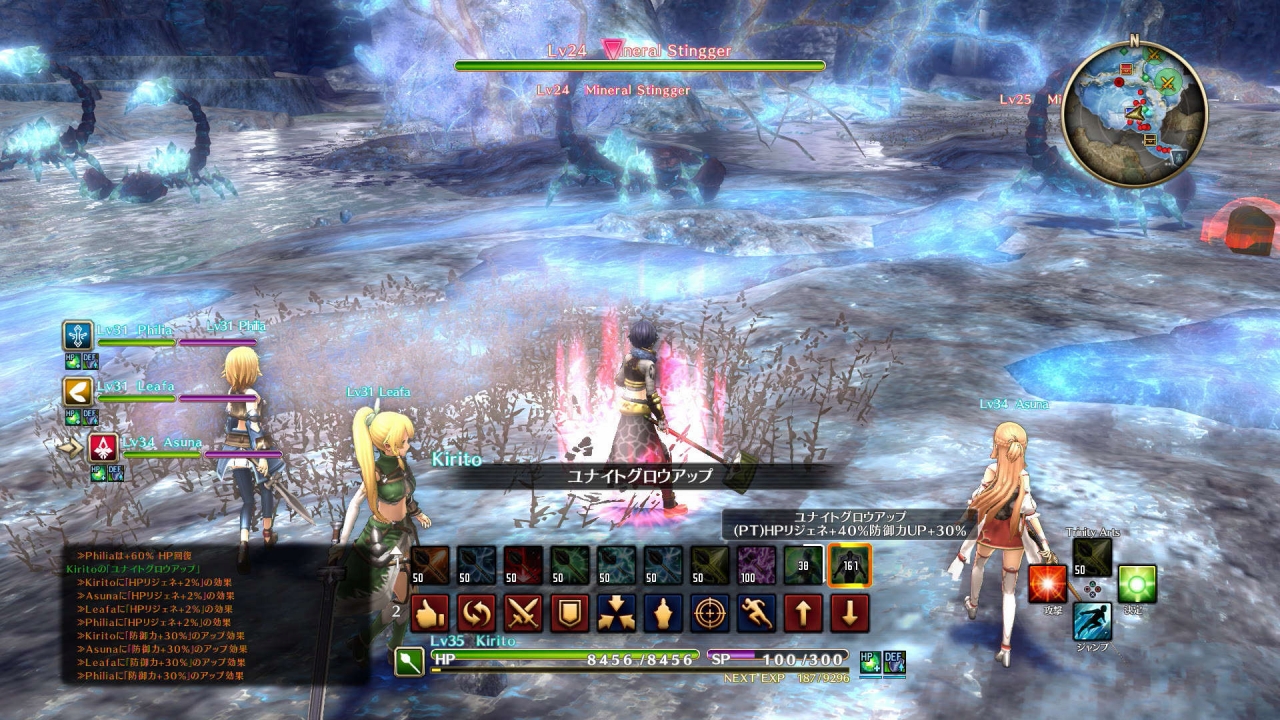 Lv24 neral Stingger
Lv24 Mineral Stingger
Lv25 Mi
N
Lv31 Philia
Lv31 Philia
HP DEF
Lv31 Leafa
Lv31 Leafa
HP DEF
Lv34 Asuna
Lv34 Asuna
HP DEF
Kirito
ユナイトグロウアップ
ユナイトグロウアップ
(PT)HPリジェネ+40%防御力UP+30%
≫Philiaは+60% HP回復
Kiritoの「ユナイトグロウアップ」
≫Kiritoに「HPリジェネ+2%」の効果
≫Asunaに「HPリジェネ+2%」の効果
≫Leafaに「HPリジェネ+2%」の効果
≫Philiaに「HPリジェネ+2%」の効果
≫Kiritoに「防御力+30%」のアップ効果
≫Asunaに「防御力+30%」のアップ効果
≫Leafaに「防御力+30%」のアップ効果
≫Philiaに「防御力+30%」のアップ効果
50 50 50 50 50 50 50 100 38 161
2
Trinity Arts
50
攻撃
決定
ジャンプ
Lv35 Kirito
HP 8456/8456 SP 100/300
HP DEF
NEXT EXP 187/9296